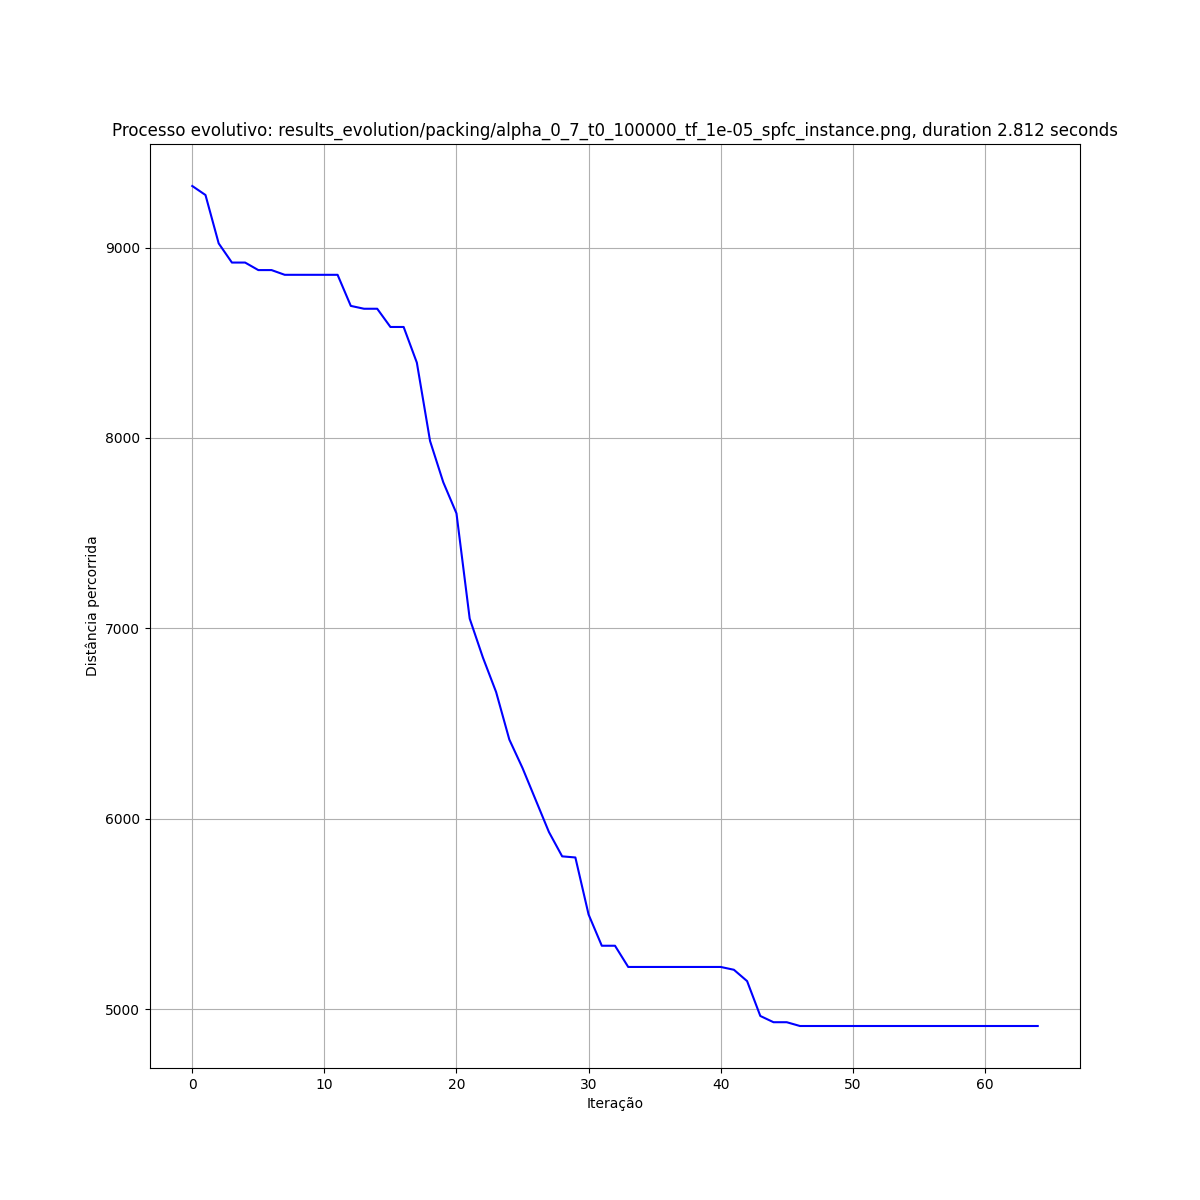 Processo evolutivo: results_evolution/packing/alpha_0_7_t0_100000_tf_1e-05_spfc_instance.png, duration 2.812 seconds
9000
8000
7000
6000
5000
Distância percorrida
0 10 20 30 40 50 60
Iteração